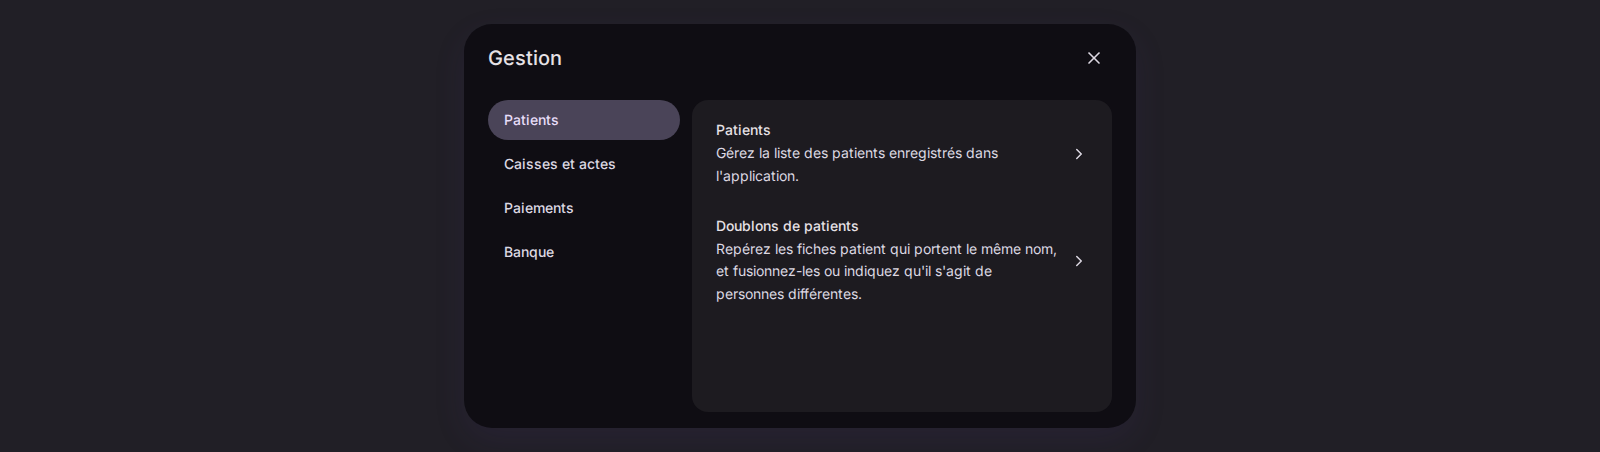 Gestion
Patients
Caisses et actes
Paiements
Banque
Patients
Gérez la liste des patients enregistrés dans
l'application.
Doublons de patients
Repérez les fiches patient qui portent le même nom,
et fusionnez-les ou indiquez qu'il s'agit de
personnes différentes.